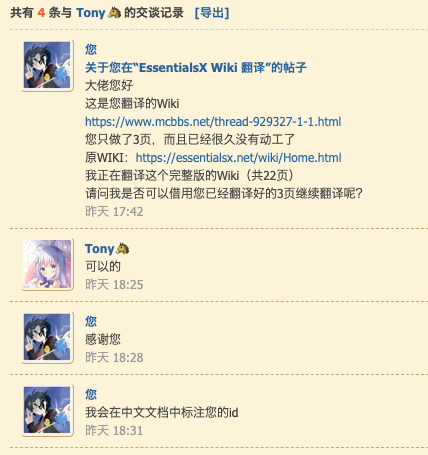 共有 4 条与 Tony 的交谈记录 [导出]
您
关于您在“EssentialsX Wiki 翻译”的帖子
大佬您好
这是您翻译的Wiki
https://www.mcbbs.net/thread-929327-1-1.html
您只做了3页，而且已经很久没有动工了
原WIKI：https://essentialsx.net/wiki/Home.html
我正在翻译这个完整版的Wiki（共22页）
请问我是否可以借用您已经翻译好的3页继续翻译呢？
昨天 17:42
Tony
可以的
昨天 18:25
您
感谢您
昨天 18:28
您
我会在中文文档中标注您的id
昨天 18:31